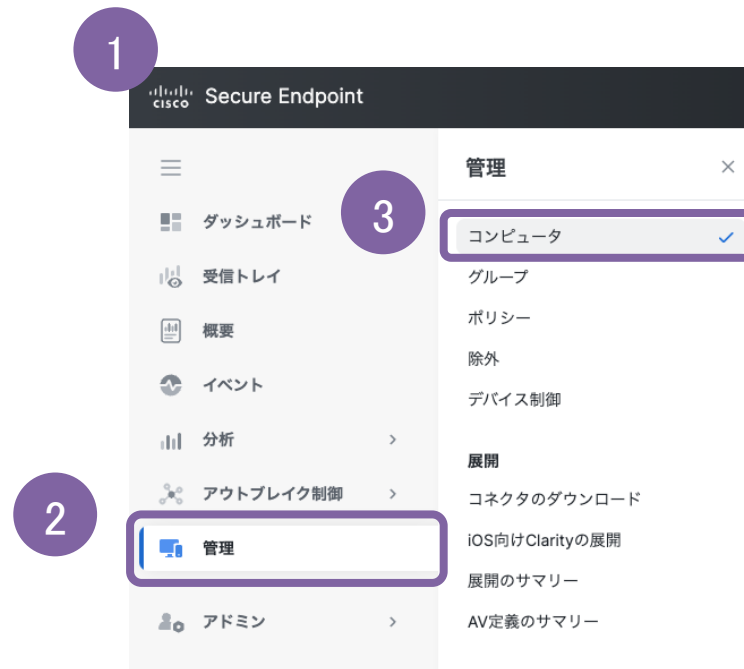 1
CISCO Secure Endpoint
管理
ダッシュボード
3
コンピュータ
受信トレイ
グループ
概要
ポリシー
除外
イベント
デバイス制御
分析
展開
アウトブレイク制御
コネクタのダウンロード
2
管理
iOS向けClarityの展開
展開のサマリー
アドミン
AV定義のサマリー